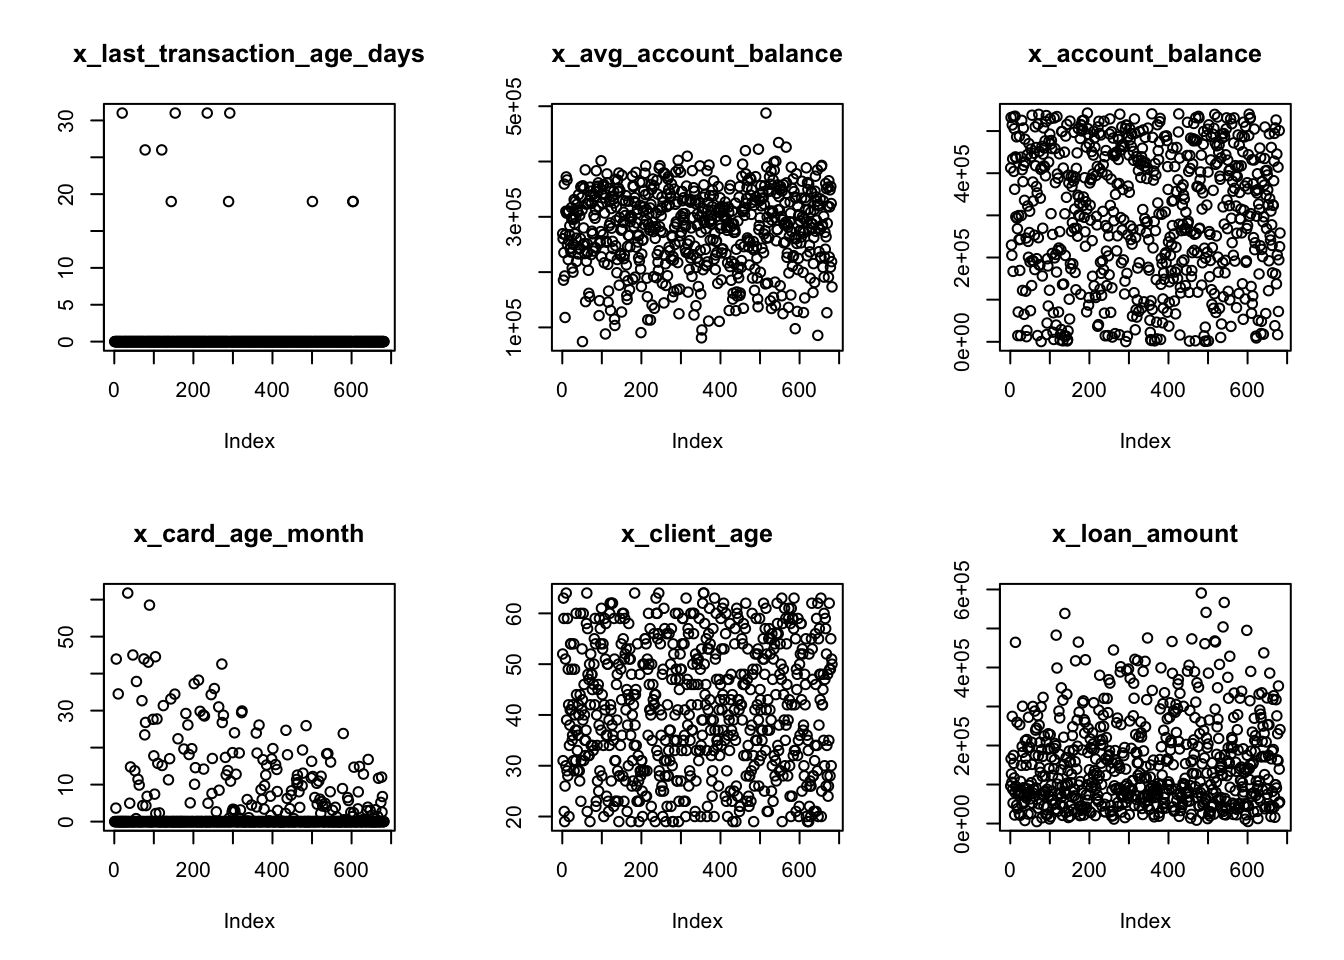 x_last_transaction_age_days
30
20
10
5
0
0
200
400
600
Index
x_avg_account_balance
5e+05
3e+05
1e+05
0
200
400
600
Index
x_account_balance
4e+05
2e+05
0e+00
0
200
400
600
Index
x_card_age_month
50
30
10
0
0
200
400
600
Index
x_client_age
60
50
40
30
20
0
200
400
600
Index
x_loan_amount
6e+05
4e+05
2e+05
0e+00
0
200
400
600
Index